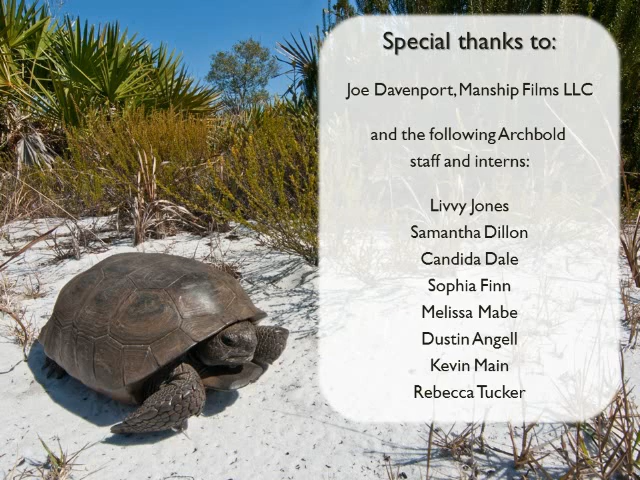 Special thanks to:
Joe Davenport, Manship Films LLC
and the following Archbold
staff and interns:
Livvy Jones
Samantha Dillon
Candida Dale
Sophia Finn
Melissa Mabe
Dustin Angell
Kevin Main
Rebecca Tucker